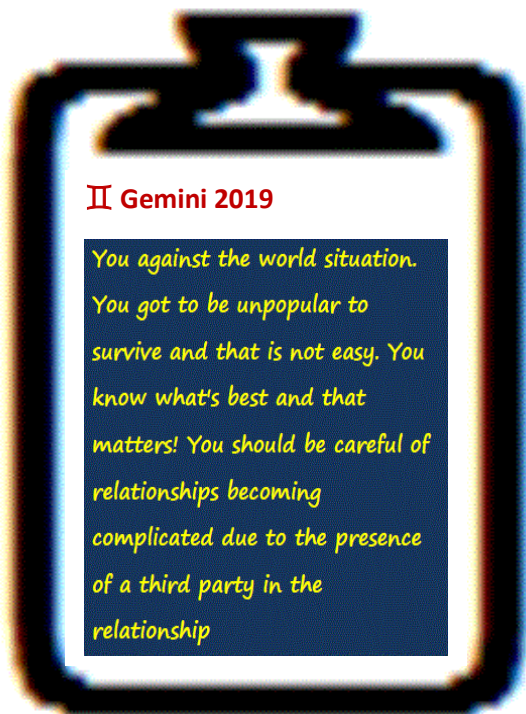 ♊ Gemini 2019
You against the world situation.
You got to be unpopular to
survive and that is not easy. You
know what's best and that
matters! You should be careful of
relationships becoming
complicated due to the presence
of a third party in the
relationship